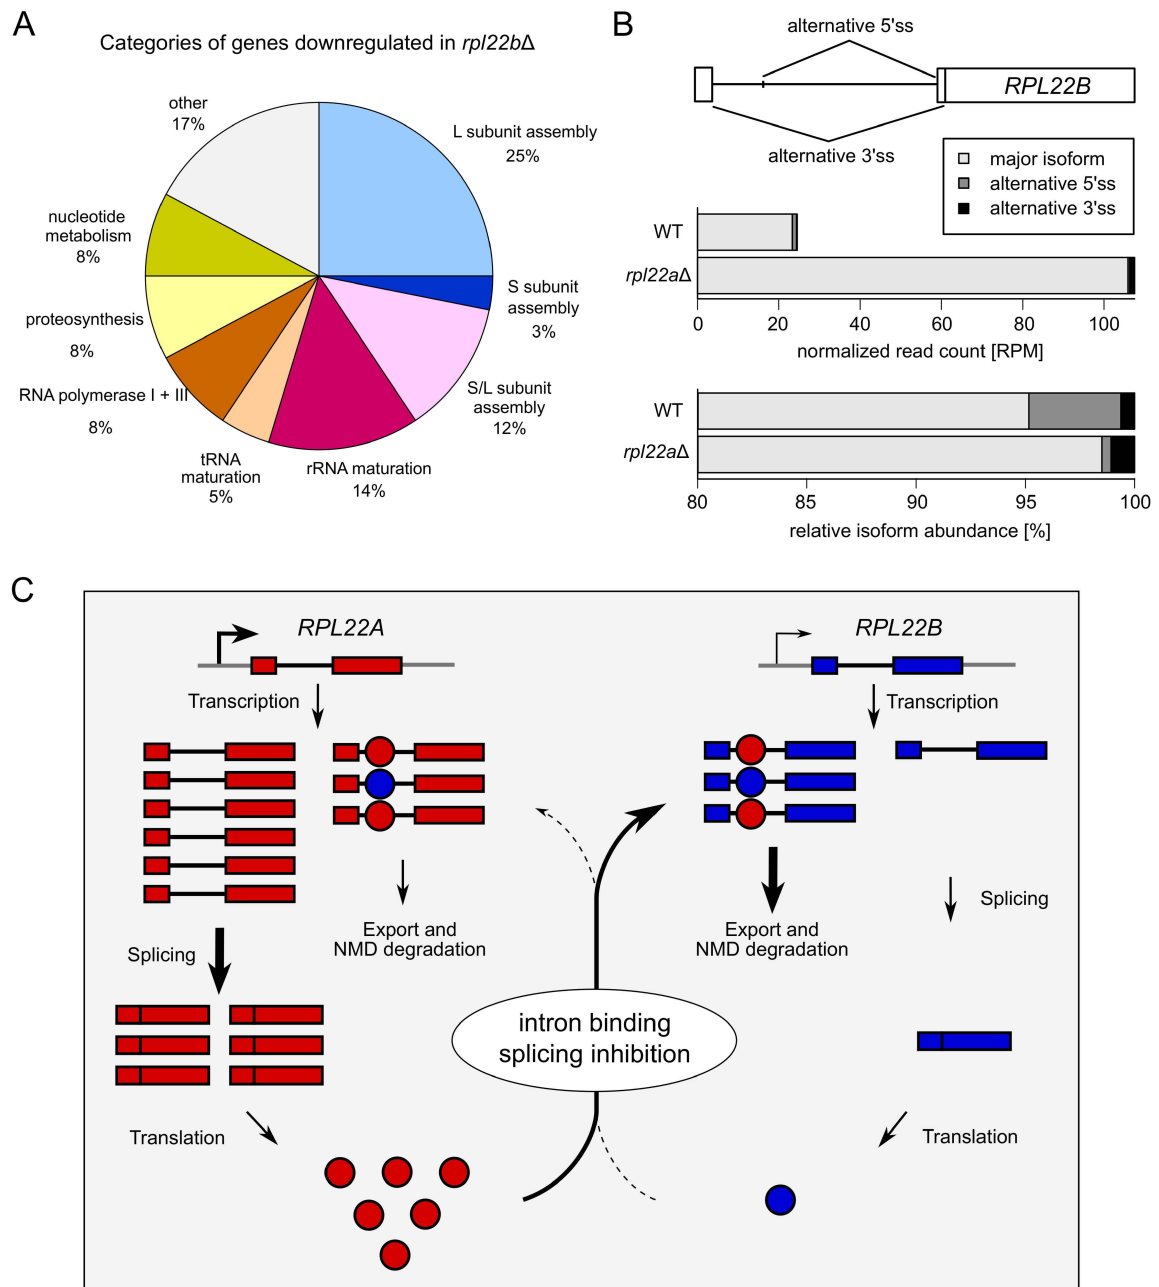 A
Categories of genes downregulated in rpl22bΔ
other
17%
L subunit assembly
25%
nucleotide
metabolism
8%
S subunit
assembly
3%
proteosynthesis
8%
RNA polymerase I + III
8%
S/L subunit
assembly
12%
tRNA
maturation
5%
rRNA maturation
14%
B
alternative 5'ss
RPL22B
alternative 3'ss
major isoform
alternative 5'ss
alternative 3'ss
WT
rpl22aΔ
0 20 40 60 80 100
normalized read count [RPM]
WT
rpl22aΔ
80 85 90 95 100
relative isoform abundance [%]
C
RPL22A
RPL22B
Transcription
Transcription
Export and
NMD degradation
Export and
NMD degradation
Splicing
Splicing
intron binding
splicing inhibition
Translation
Translation